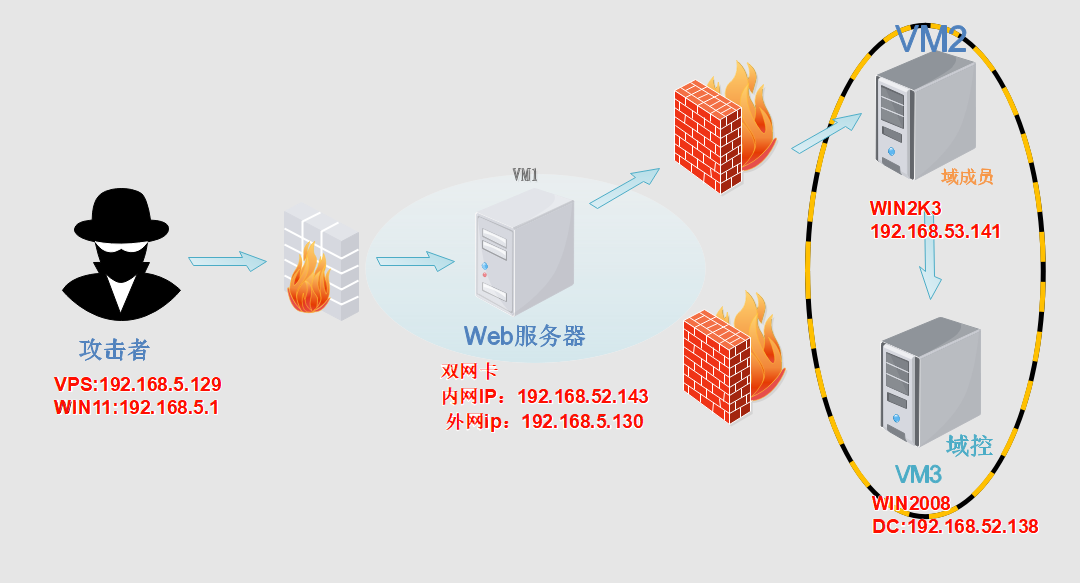 VM2
VM1
域成员
WIN2K3
192.168.53.141
Web服务器
攻击者
双网卡
VPS:192.168.5.129
内网IP：192.168.52.143
WIN11:192.168.5.1
外网ip：192.168.5.130
域控
VM3
WIN2008
DC:192.168.52.138